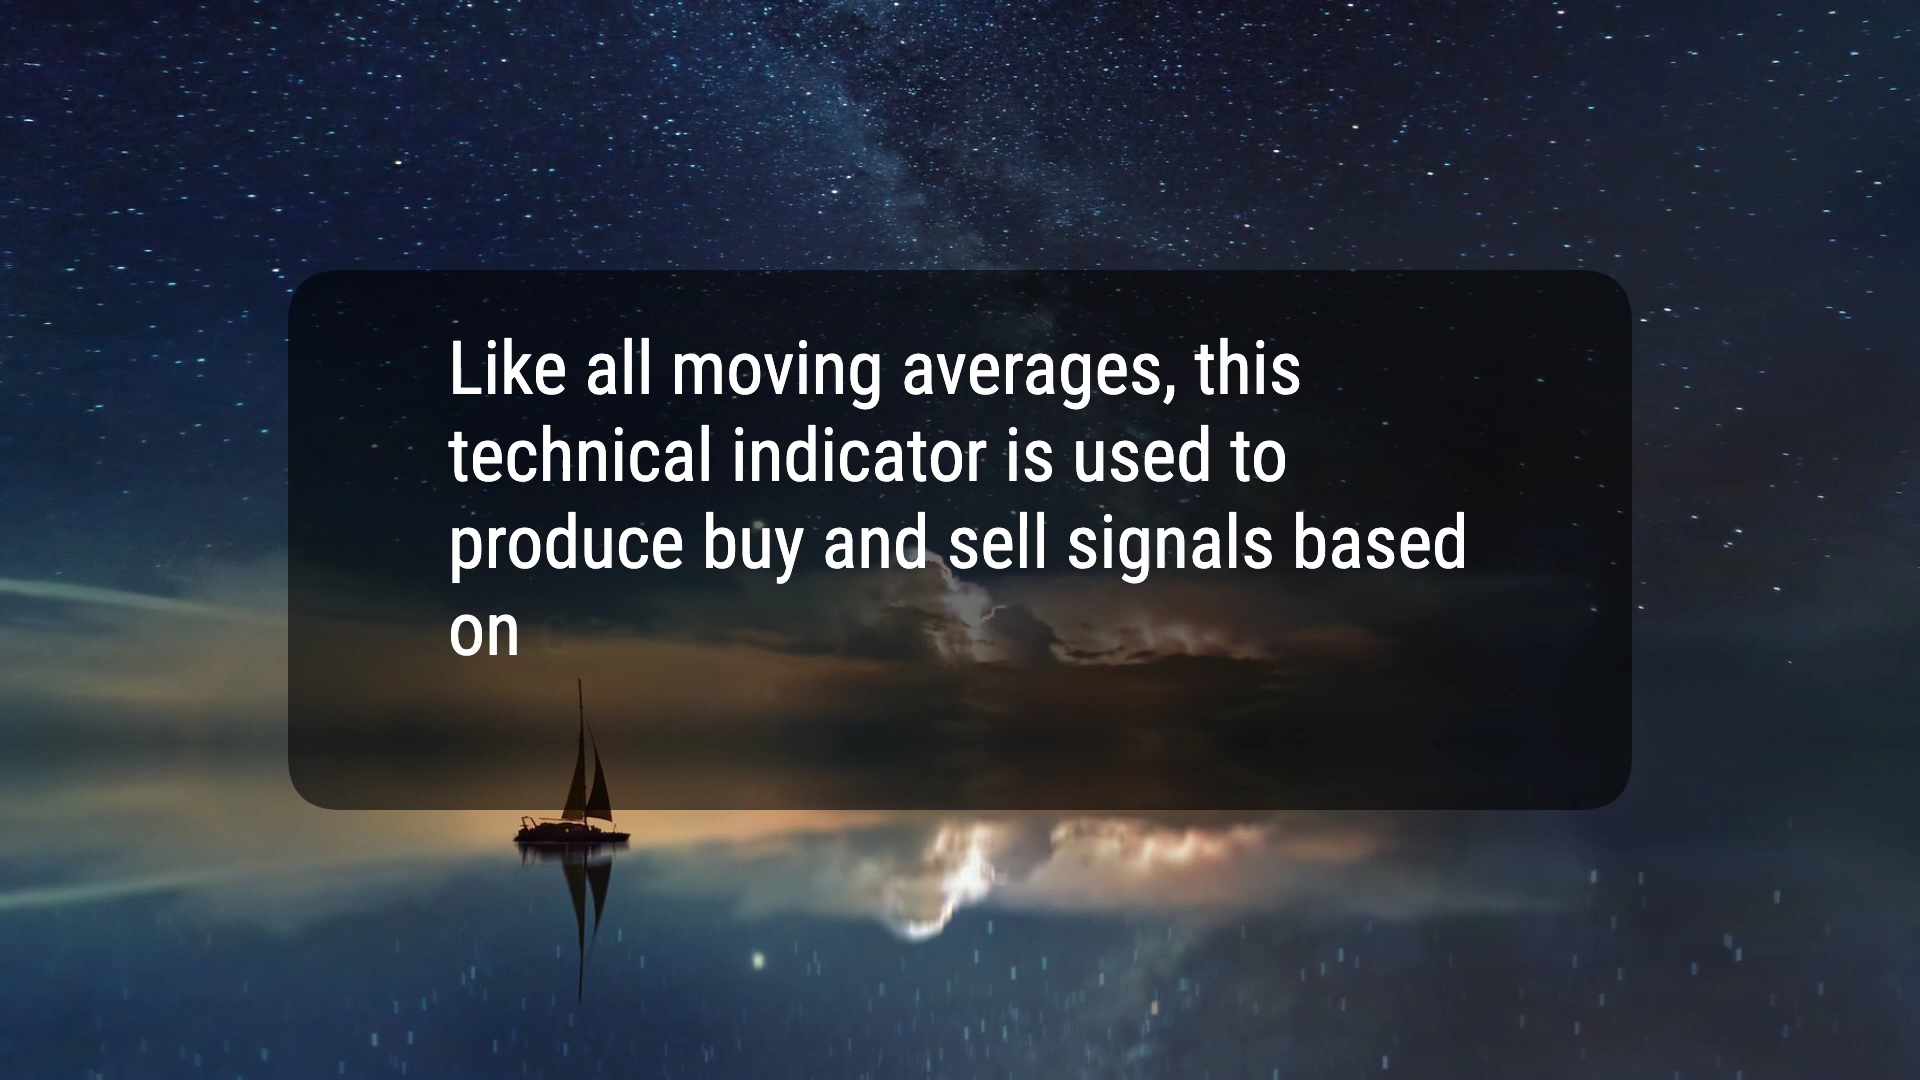 Like all moving averages, this
technical indicator is used to
produce buy and sell signals based
on